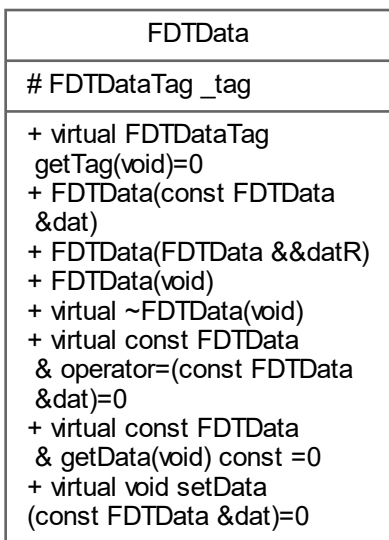 FDTData
# FDTDataTag _tag
+ virtual FDTDataTag
getTag(void)=0
+ FDTData(const FDTData
&dat)
+ FDTData(FDTData &&datR)
+ FDTData(void)
+ virtual ~FDTData(void)
+ virtual const FDTData
& operator=(const FDTData
&dat)=0
+ virtual const FDTData
& getData(void) const =0
+ virtual void setData
(const FDTData &dat)=0